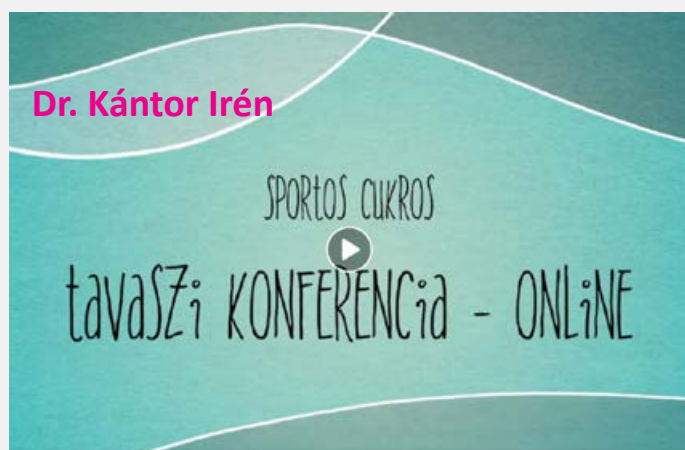 Dr. Kántor Irén
SPORtOS CUKROS
tavaSZi KONFERENCia - ONLiNE